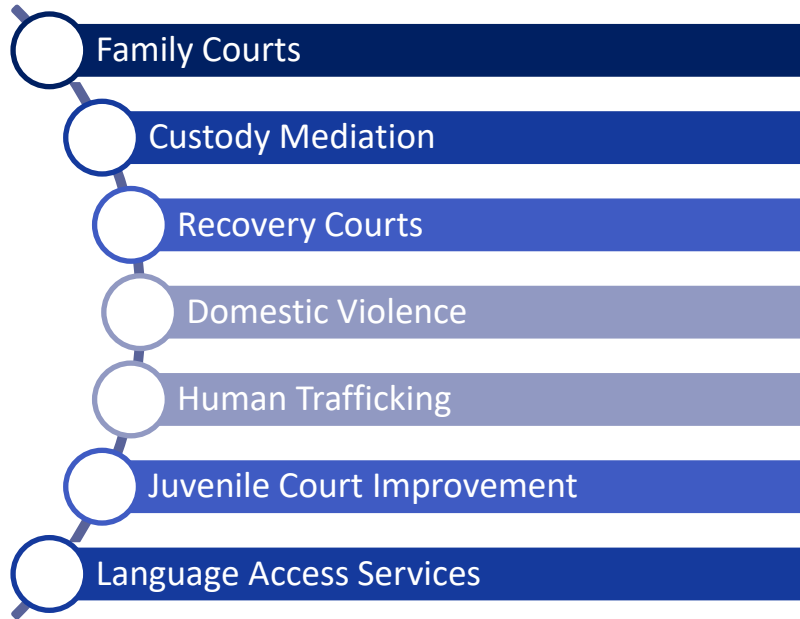 Family Courts
Custody Mediation
Recovery Courts
Domestic Violence
Human Trafficking
Juvenile Court Improvement
Language Access Services